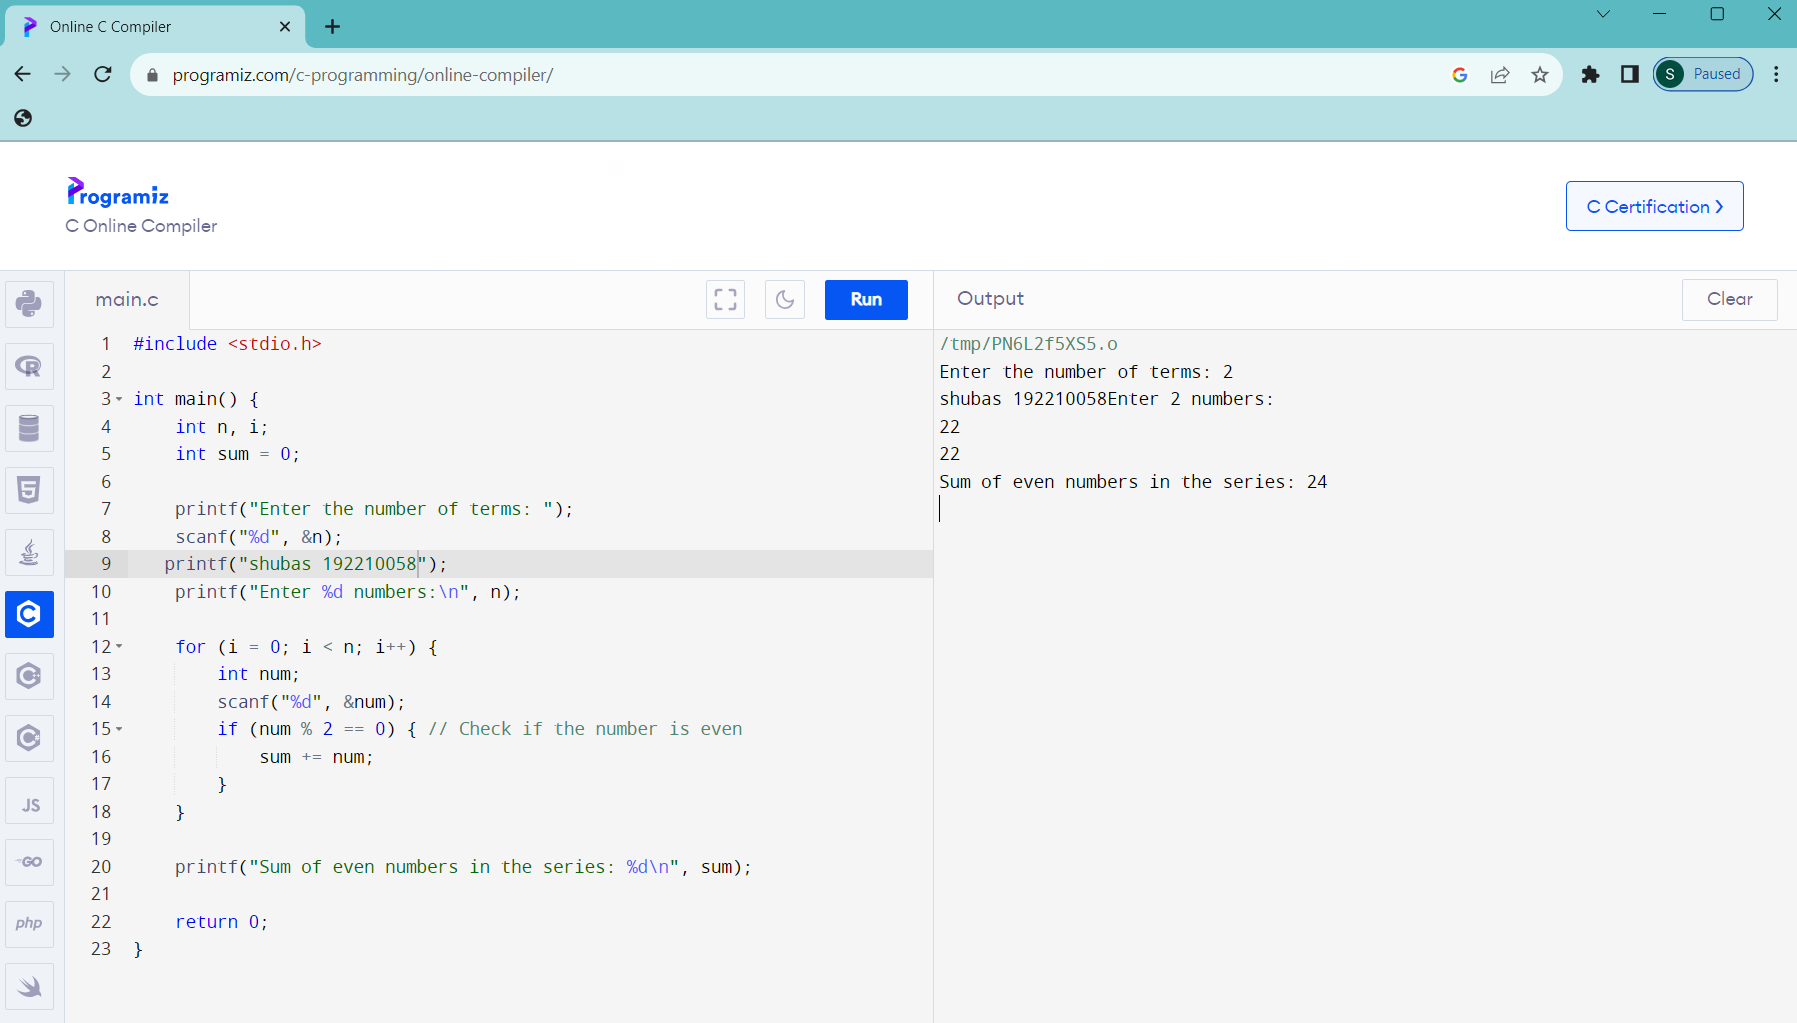 Online C Compiler
programiz.com/c-programming/online-compiler/
S Paused
Programiz
C Online Compiler
C Certification
main.c
Run
Output
Clear
1 #include <stdio.h>
2
3 int main() {
4 int n, i;
5 int sum = 0;
6
7 printf("Enter the number of terms: ");
8 scanf("%d", &n);
9 printf("shubas 192210058");
10 printf("Enter %d numbers:\n", n);
11
12 for (i = 0; i < n; i++) {
13 int num;
14 scanf("%d", &num);
15 if (num % 2 == 0) { // Check if the number is even
16 sum += num;
17 }
18 }
19
20 printf("Sum of even numbers in the series: %d\n", sum);
21
22 return 0;
23 }
/tmp/PN6L2f5XS5.o
Enter the number of terms: 2
shubas 192210058Enter 2 numbers:
22
22
Sum of even numbers in the series: 24
R
5
C
C
C
JS
GO
php